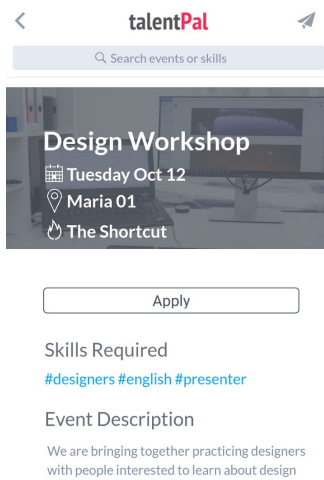 talentPal
Search events or skills
Design Workshop
Tuesday Oct 12
Maria 01
The Shortcut
Apply
Skills Required
#designers #english #presenter
Event Description
We are bringing together practicing designers
with people interested to learn about design